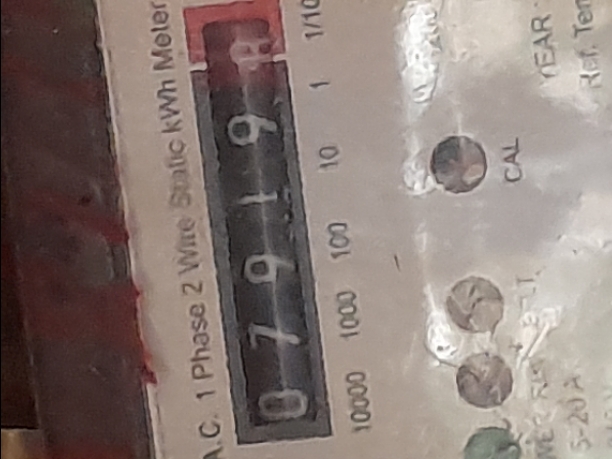 A.C. 1 Phase 2 Wire Static kWh Meter
079198
10000 1000 100 10 1 1/10
CAL
YEAR
Ref. Tem
5-20 A